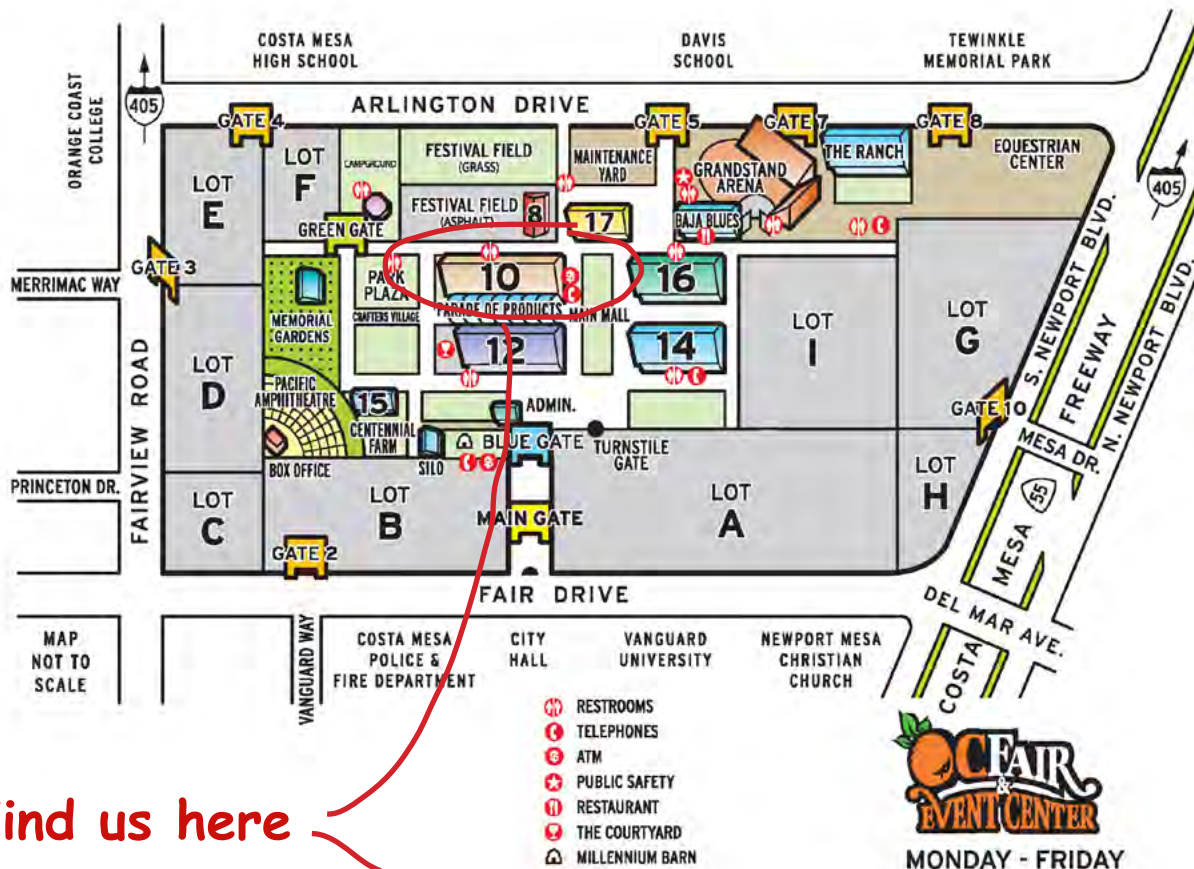 COSTA MESA
HIGH SCHOOL
DAVIS
SCHOOL
TEWINKLE
MEMORIAL PARK
ORANGE COAST
COLLEGE
405
ARLINGTON DRIVE
GATE 4
GATE 5
GATE 7
GATE 8
LOT
E
LOT
F
CAMPGROUND
FESTIVAL FIELD
(GRASS)
MAINTENANCE
YARD
GRANDSTAND
ARENA
THE RANCH
EQUESTRIAN
CENTER
405
FESTIVAL FIELD
(ASPHALT)
8
17
BAJA BLUES
GREEN GATE
GATE 3
MERRIMAC WAY
PARK
PLAZA
10
16
MEMORIAL
GARDENS
CRAFTERS VILLAGE
PARADE OF PRODUCTS
MAIN MALL
LOT
I
LOT
G
S. NEWPORT BLVD.
FREEWAY
N. NEWPORT BLVD.
FAIRVIEW ROAD
LOT
D
12
14
PACIFIC
AMPHITHEATRE
15
CENTENNIAL
FARM
ADMIN.
GATE 10
BOX OFFICE
SILO
BLUE GATE
TURNSTILE
GATE
MESA DR.
PRINCETON DR.
LOT
C
LOT
B
MAIN GATE
LOT
A
LOT
H
55
GATE 2
FAIR DRIVE
COSTA MESA
DEL MAR AVE.
MAP
NOT TO
SCALE
VANGUARD WAY
COSTA MESA
POLICE &
FIRE DEPARTMENT
CITY
HALL
VANGUARD
UNIVERSITY
NEWPORT MESA
CHRISTIAN
CHURCH
RESTROOMS
TELEPHONES
ATM
PUBLIC SAFETY
RESTAURANT
THE COURTYARD
MILLENNIUM BARN
ind us here
OC FAIR
&
EVENT CENTER
MONDAY - FRIDAY